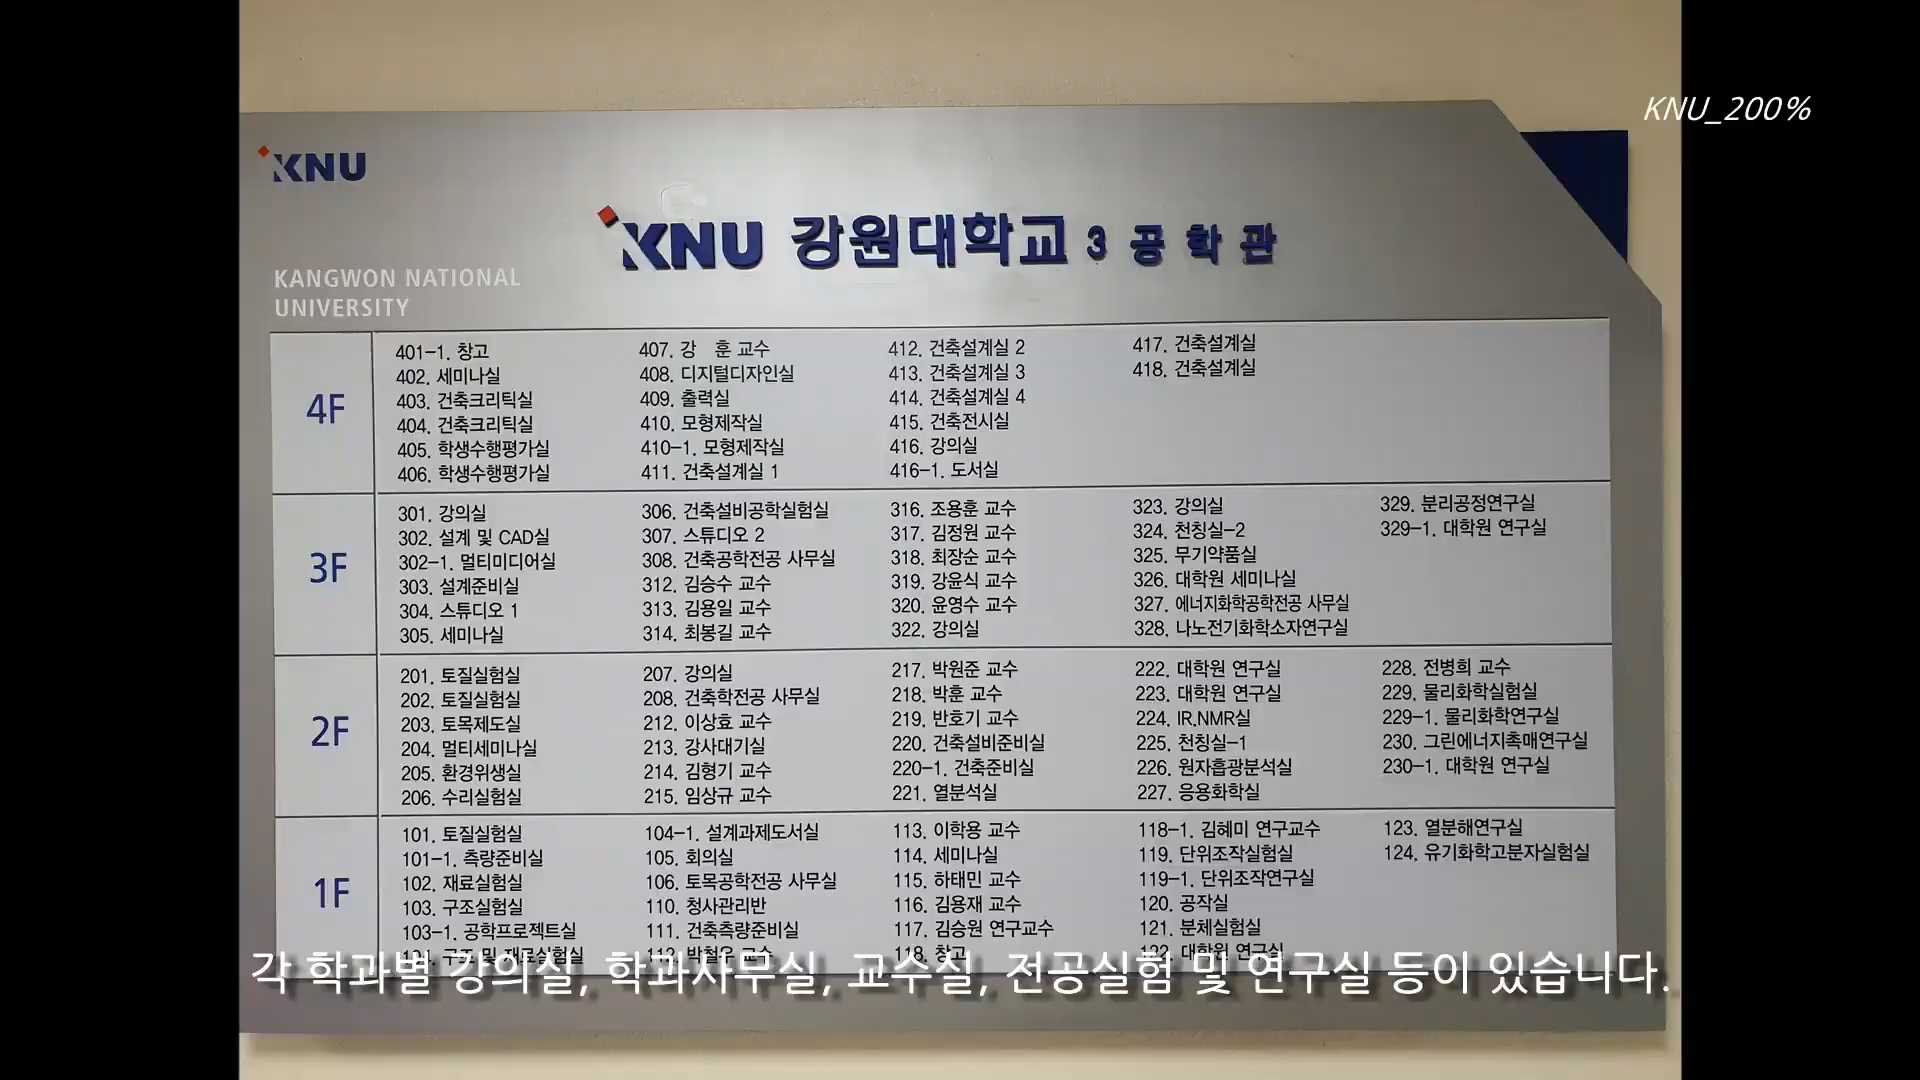 KNU_200%
KNU
KANGWON NATIONAL
UNIVERSITY
KNU 강원대학교 3 공 학 관
4F
401-1. 창고
402. 세미나실
403. 건축크리틱실
404. 건축크리틱실
405. 학생수행평가실
406. 학생수행평가실
407. 강 훈 교수
408. 디지털디자인실
409. 출력실
410. 모형제작실
410-1. 모형제작실
411. 건축설계실 1
412. 건축설계실 2
413. 건축설계실 3
414. 건축설계실 4
415. 건축전시실
416. 강의실
416-1. 도서실
417. 건축설계실
418. 건축설계실
3F
301. 강의실
302. 설계 및 CAD실
302-1. 멀티미디어실
303. 설계준비실
304. 스튜디오 1
305. 세미나실
306. 건축설비공학실험실
307. 스튜디오 2
308. 건축공학전공 사무실
312. 김승수 교수
313. 김용일 교수
314. 최봉길 교수
316. 조용훈 교수
317. 김정원 교수
318. 최장순 교수
319. 강윤식 교수
320. 윤영수 교수
322. 강의실
323. 강의실
324. 천칭실-2
325. 무기약품실
326. 대학원 세미나실
327. 에너지화학공학전공 사무실
328. 나노전기화학소자연구실
329. 분리공정연구실
329-1. 대학원 연구실
2F
201. 토질실험실
202. 토질실험실
203. 토목제도실
204. 멀티세미나실
205. 환경위생실
206. 수리실험실
207. 강의실
208. 건축학전공 사무실
212. 이상효 교수
213. 강사대기실
214. 김형기 교수
215. 임상규 교수
217. 박원준 교수
218. 박훈 교수
219. 반호기 교수
220. 건축설비준비실
220-1. 건축준비실
221. 열분석실
222. 대학원 연구실
223. 대학원 연구실
224. IR.NMR실
225. 천칭실-1
226. 원자흡광분석실
227. 응용화학실
228. 전병희 교수
229. 물리화학실험실
229-1. 물리화학연구실
230. 그린에너지촉매연구실
230-1. 대학원 연구실
1F
101. 토질실험실
101-1. 측량준비실
102. 재료실험실
103. 구조실험실
103-1. 공학프로젝트실
104. 구조 및 재료실험실
104-1. 설계과제도서실
105. 회의실
106. 토목공학전공 사무실
110. 청사관리반
111. 건축측량준비실
112. 박철우 교수
113. 이학용 교수
114. 세미나실
115. 하태민 교수
116. 김용재 교수
117. 김승원 연구교수
118. 창고
118-1. 김혜미 연구교수
119. 단위조작실험실
119-1. 단위조작연구실
120. 공작실
121. 분체실험실
122. 대학원 연구실
123. 열분해연구실
124. 유기화학고분자실험실
각 학과별 강의실, 학과사무실, 교수실, 전공실험 및 연구실 등이 있습니다.